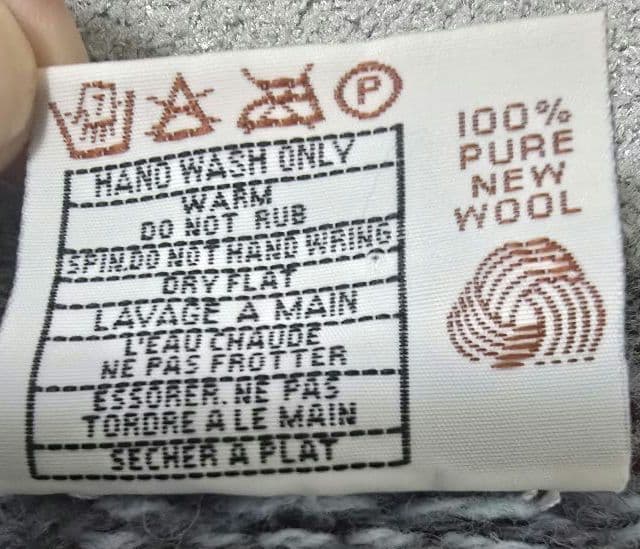 P
HAND WASH ONLY
WARM
DO NOT RUB
SPIN.DO NOT HAND WRING
DRY FLAT
LAVAGE A MAIN
L'EAU CHAUDE
NE PAS FROTTER
ESSORER. NE PAS
TORDRE A LE MAIN
SECHER A PLAT
100%
PURE
NEW
WOOL